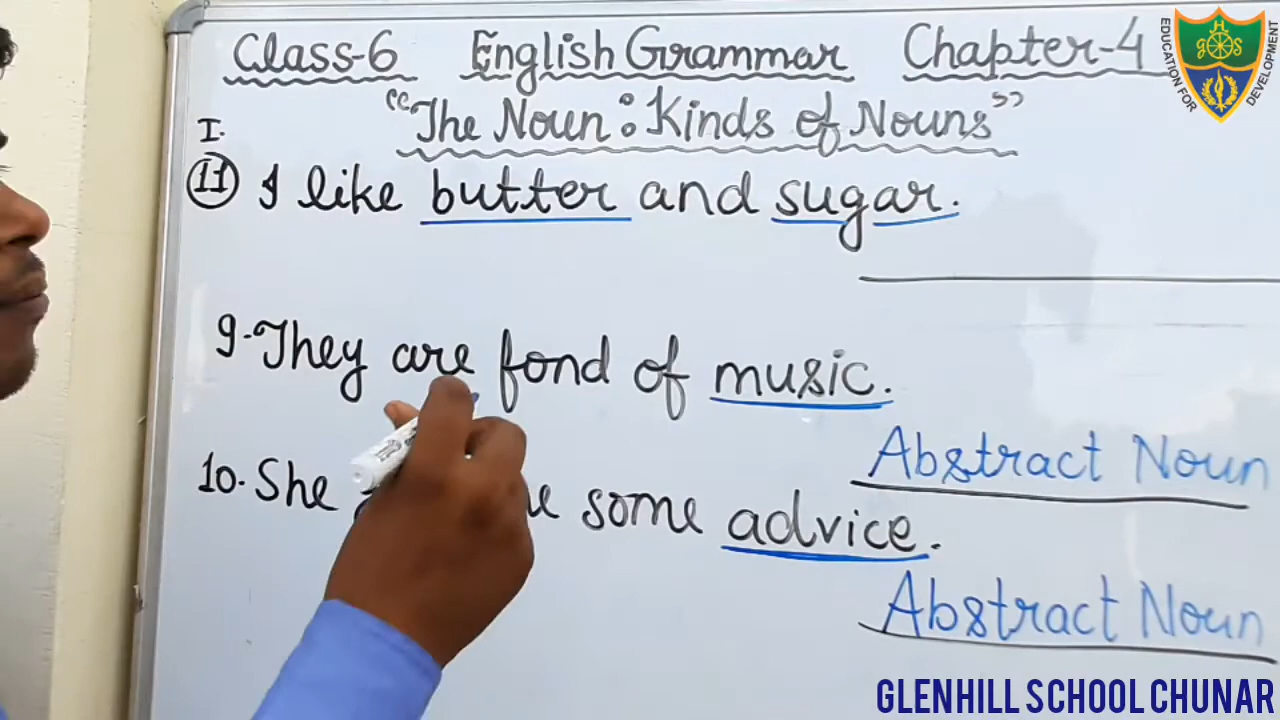 Class-6 English Grammar Chapter-4
"The Noun: Kinds of Nouns"
I.
11 I like butter and sugar.
9. They are fond of music.
Abstract Noun
10. She me some advice.
Abstract Noun
EDUCATION FOR DEVELOPMENT
G H S
GLENHILL SCHOOL CHUNAR